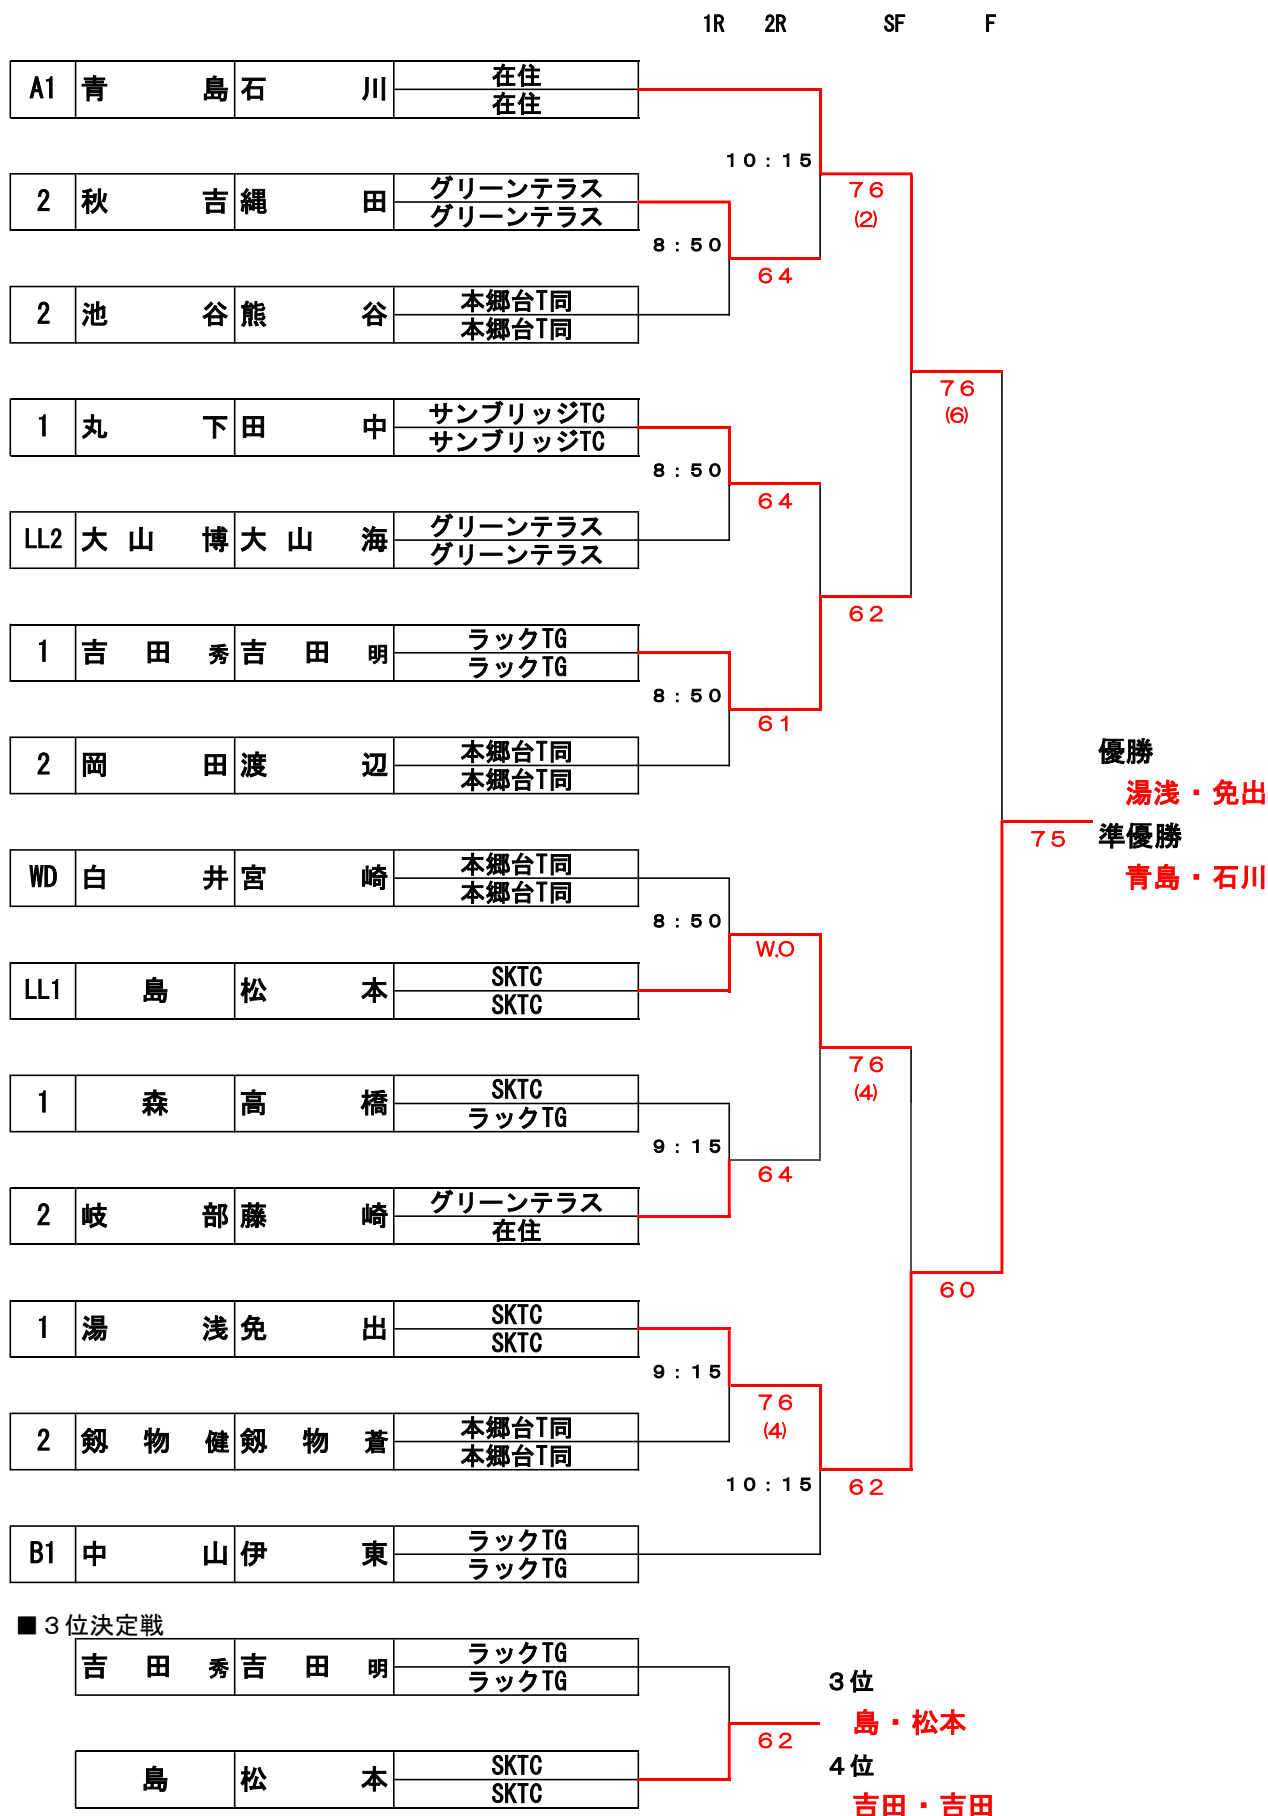 1R 2R SF F
A1 青島 石川 在住
在住
10:15
76
(2)
2 秋吉 縄田 グリーンテラス
グリーンテラス
8:50
64
2 池谷 熊谷 本郷台T同
本郷台T同
76
(6)
1 丸下 田中 サンブリッジTC
サンブリッジTC
8:50
64
LL2 大山 博 大山 海 グリーンテラス
グリーンテラス
62
1 吉田 秀 吉田 明 ラックTG
ラックTG
8:50
61
2 岡田 渡辺 本郷台T同
本郷台T同
優勝
湯浅・免出
75
準優勝
青島・石川
WD 白井 宮崎 本郷台T同
本郷台T同
8:50
W.O
LL1 島 松本 SKTC
SKTC
76
(4)
1 森 高橋 SKTC
ラックTG
9:15
64
2 岐部 藤崎 グリーンテラス
在住
60
1 湯浅 免出 SKTC
SKTC
9:15
76
(4)
2 剱物 健 剱物 蒼 本郷台T同
本郷台T同
10:15
62
B1 中山 伊東 ラックTG
ラックTG
■３位決定戦
吉田 秀 吉田 明 ラックTG
ラックTG
３位
島・松本
62
島 松本 SKTC
SKTC
４位
吉田・吉田